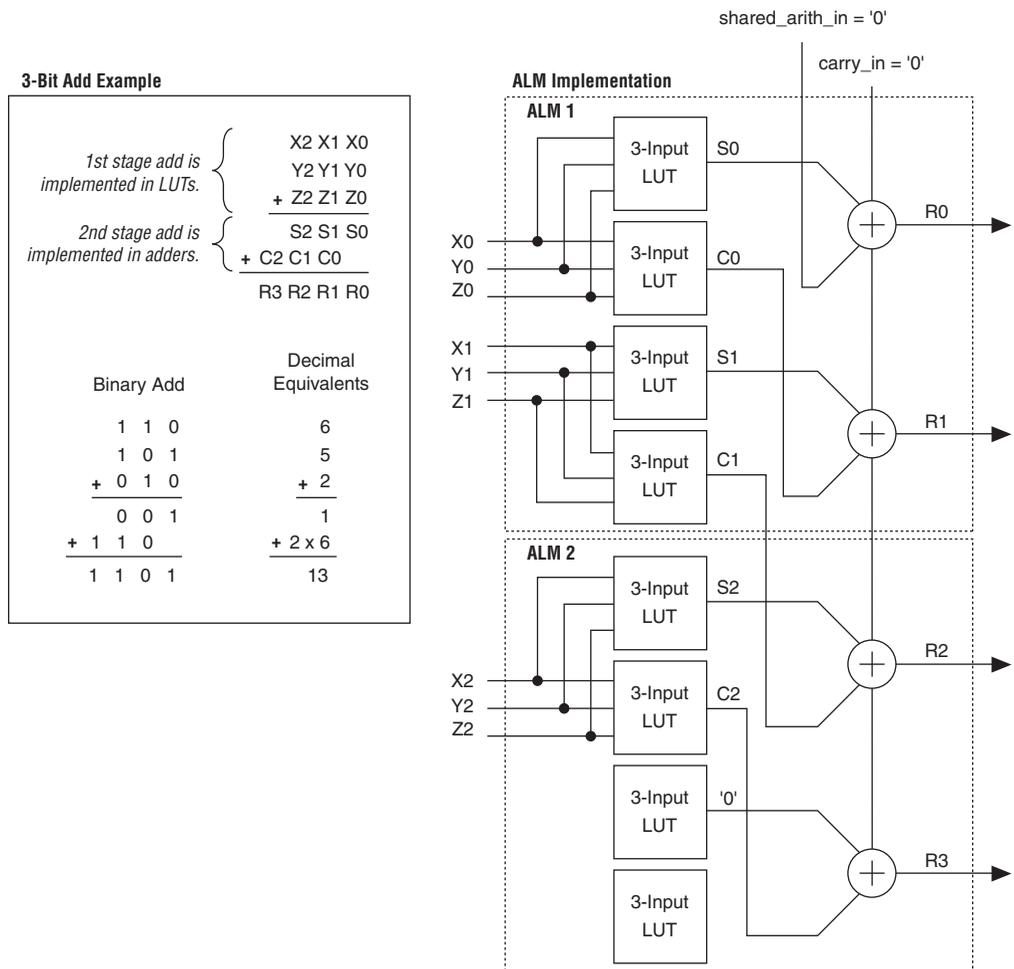 shared_arith_in = '0'
carry_in = '0'
3-Bit Add Example
1st stage add is
implemented in LUTs.
X2 X1 X0
Y2 Y1 Y0
+ Z2 Z1 Z0
2nd stage add is
implemented in adders.
S2 S1 S0
+ C2 C1 C0
R3 R2 R1 R0
Binary Add
1 1 0
1 0 1
+ 0 1 0
0 0 1
+ 1 1 0
1 1 0 1
Decimal
Equivalents
6
5
+ 2
1
+ 2 x 6
13
ALM Implementation
ALM 1
X0
Y0
Z0
X1
Y1
Z1
3-Input
LUT
S0
R0
3-Input
LUT
C0
3-Input
LUT
S1
R1
3-Input
LUT
C1
ALM 2
X2
Y2
Z2
3-Input
LUT
S2
R2
3-Input
LUT
C2
3-Input
LUT
'0'
R3
3-Input
LUT